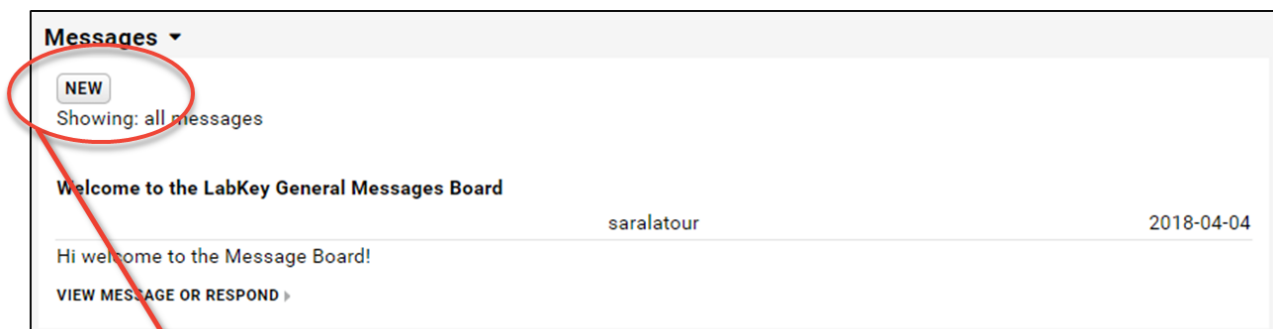 Messages
NEW
Showing: all messages
Welcome to the LabKey General Messages Board
saralatour 2018-04-04
Hi welcome to the Message Board!
VIEW MESSAGE OR RESPOND